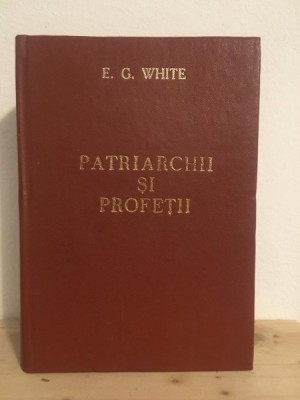 E. G. WHITE
PATRIARCHII
ȘI
PROFEȚII